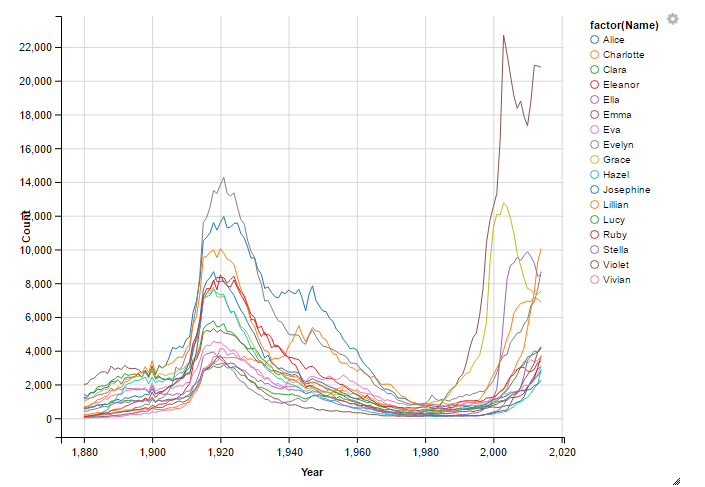 factor(Name)
Alice
Charlotte
Clara
Eleanor
Ella
Emma
Eva
Evelyn
Grace
Hazel
Josephine
Lillian
Lucy
Ruby
Stella
Violet
Vivian
22,000
20,000
18,000
16,000
14,000
12,000
10,000
8,000
6,000
4,000
2,000
0
Count
1,880
1,900
1,920
1,940
1,960
1,980
2,000
2,020
Year